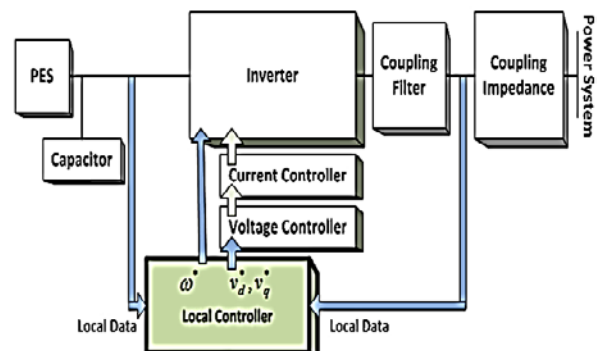 PES
Capacitor
Inverter
Coupling
Filter
Coupling
Impedance
Power System
Current Controller
Voltage Controller
ω* v*d, v*q
Local Controller
Local Data
Local Data